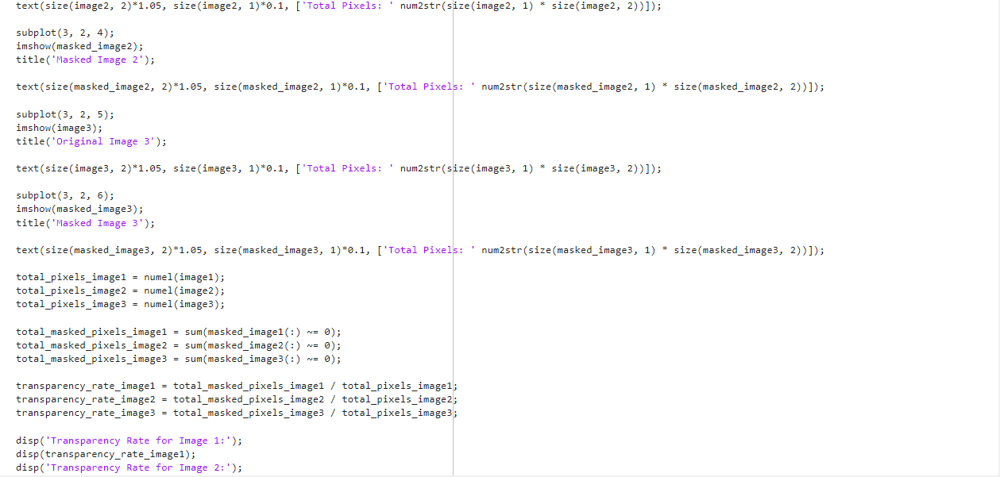 text(size(image2, 2)*1.05, size(image2, 1)*0.1, ['Total Pixels: ' num2str(size(image2, 1) * size(image2, 2))]);
subplot(3, 2, 4);
imshow(masked_image2);
title('Masked Image 2');
text(size(masked_image2, 2)*1.05, size(masked_image2, 1)*0.1, ['Total Pixels: ' num2str(size(masked_image2, 1) * size(masked_image2, 2))]);
subplot(3, 2, 5);
imshow(image3);
title('Original Image 3');
text(size(image3, 2)*1.05, size(image3, 1)*0.1, ['Total Pixels: ' num2str(size(image3, 1) * size(image3, 2))]);
subplot(3, 2, 6);
imshow(masked_image3);
title('Masked Image 3');
text(size(masked_image3, 2)*1.05, size(masked_image3, 1)*0.1, ['Total Pixels: ' num2str(size(masked_image3, 1) * size(masked_image3, 2))]);
total_pixels_image1 = numel(image1);
total_pixels_image2 = numel(image2);
total_pixels_image3 = numel(image3);
total_masked_pixels_image1 = sum(masked_image1(:) ~= 0);
total_masked_pixels_image2 = sum(masked_image2(:) ~= 0);
total_masked_pixels_image3 = sum(masked_image3(:) ~= 0);
transparency_rate_image1 = total_masked_pixels_image1 / total_pixels_image1;
transparency_rate_image2 = total_masked_pixels_image2 / total_pixels_image2;
transparency_rate_image3 = total_masked_pixels_image3 / total_pixels_image3;
disp('Transparency Rate for Image 1:');
disp(transparency_rate_image1);
disp('Transparency Rate for Image 2:');